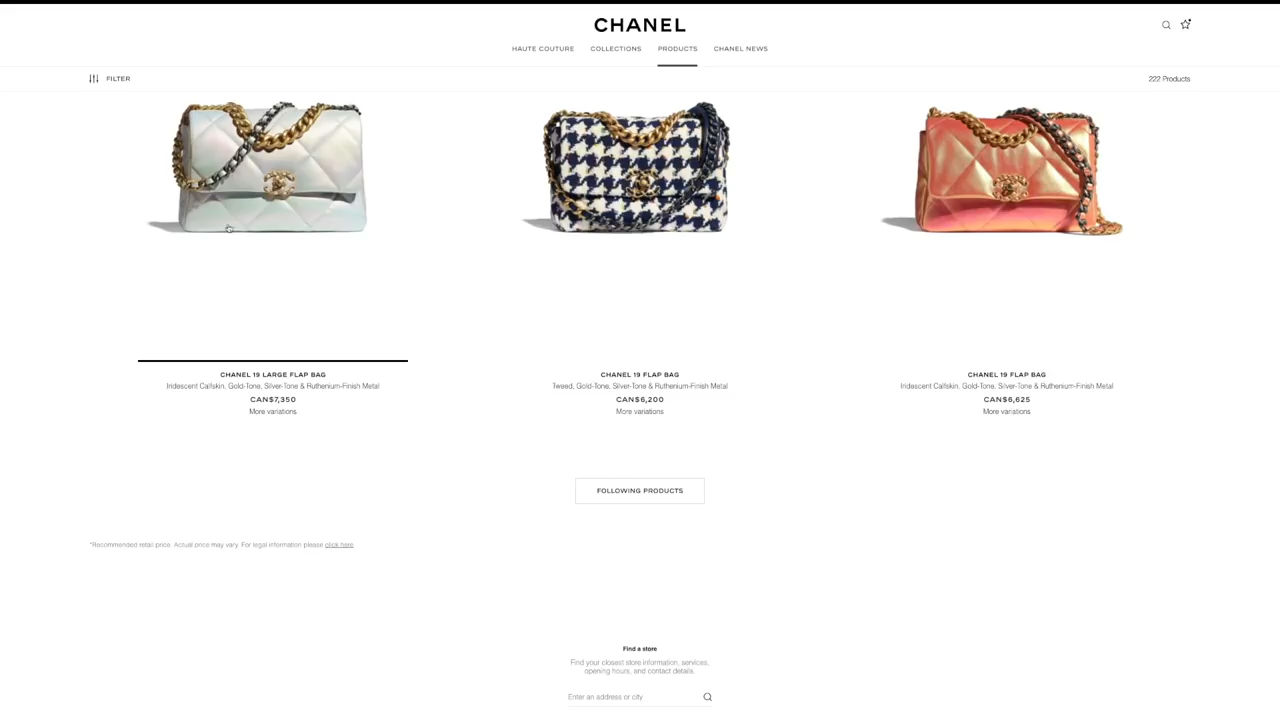 CHANEL
HAUTE COUTURE COLLECTIONS PRODUCTS CHANEL NEWS
FILTER
222 Products
CHANEL 19 LARGE FLAP BAG
Iridescent Calfskin, Gold-Tone, Silver-Tone & Ruthenium-Finish Metal
CAN$7,350
More variations
CHANEL 19 FLAP BAG
Tweed, Gold-Tone, Silver-Tone & Ruthenium-Finish Metal
CAN$6,200
More variations
CHANEL 19 FLAP BAG
Iridescent Calfskin, Gold-Tone, Silver-Tone & Ruthenium-Finish Metal
CAN$6,625
More variations
FOLLOWING PRODUCTS
*Recommended retail price. Actual price may vary. For legal information please click here
Find a store
Find your closest store information, services,
opening hours, and contact details.
Enter an address or city